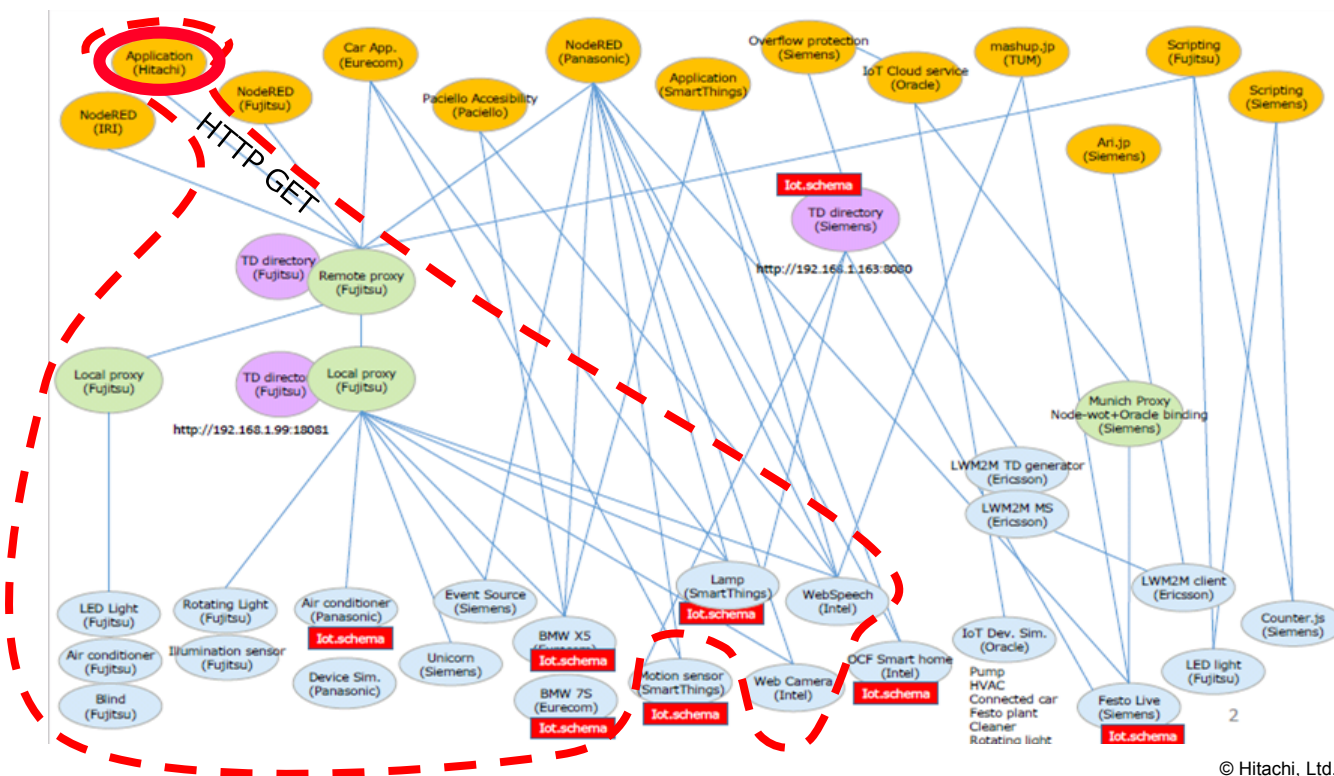 Application
(Hitachi)
Car App.
(Eurecom)
NodeRED
(Panasonic)
Overflow protection
(Siemens)
mashup.jp
(TUM)
Scripting
(Fujitsu)
NodeRED
(Fujitsu)
NodeRED
(IRI)
Paciello Accesibility
(Paciello)
Application
(SmartThings)
IoT Cloud service
(Oracle)
Scripting
(Siemens)
Ari.jp
(Siemens)
HTTP GET
Iot.schema
TD directory
(Siemens)
http://192.168.1.163:8080
TD directory
(Fujitsu)
Remote proxy
(Fujitsu)
Local proxy
(Fujitsu)
TD directo
(Fujitsu)
Local proxy
(Fujitsu)
http://192.168.1.99:18081
Munich Proxy
Node-wot+Oracle binding
(Siemens)
LWM2M TD generator
(Ericsson)
LWM2M MS
(Ericsson)
LED Light
(Fujitsu)
Air conditioner
(Fujitsu)
Blind
(Fujitsu)
Rotating Light
(Fujitsu)
Illumination sensor
(Fujitsu)
Air conditioner
(Panasonic)
Iot.schema
Device Sim.
(Panasonic)
Event Source
(Siemens)
Unicorn
(Siemens)
BMW X5
(Eurecom)
Iot.schema
BMW 7S
(Eurecom)
Iot.schema
Lamp
(SmartThings)
Iot.schema
Motion sensor
(SmartThings)
Iot.schema
WebSpeech
(Intel)
Web Camera
(Intel)
OCF Smart home
(Intel)
Iot.schema
IoT Dev. Sim.
(Oracle)
Pump
HVAC
Connected car
Festo plant
Cleaner
Rotating light
LWM2M client
(Ericsson)
Counter.js
(Siemens)
LED light
(Fujitsu)
Festo Live
(Siemens)
Iot.schema
2
© Hitachi, Ltd.